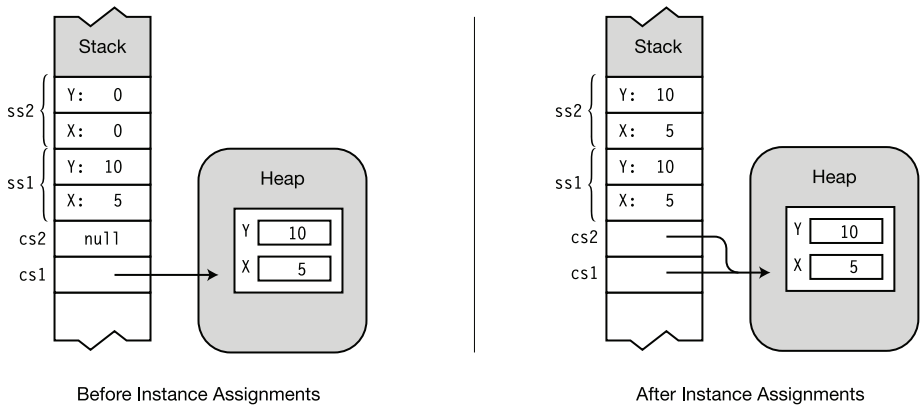 Stack
ss2
Y: 0
X: 0
ss1
Y: 10
X: 5
cs2
null
cs1
Heap
Y 10
X 5
Before Instance Assignments
Stack
ss2
Y: 10
X: 5
ss1
Y: 10
X: 5
cs2
cs1
Heap
Y 10
X 5
After Instance Assignments